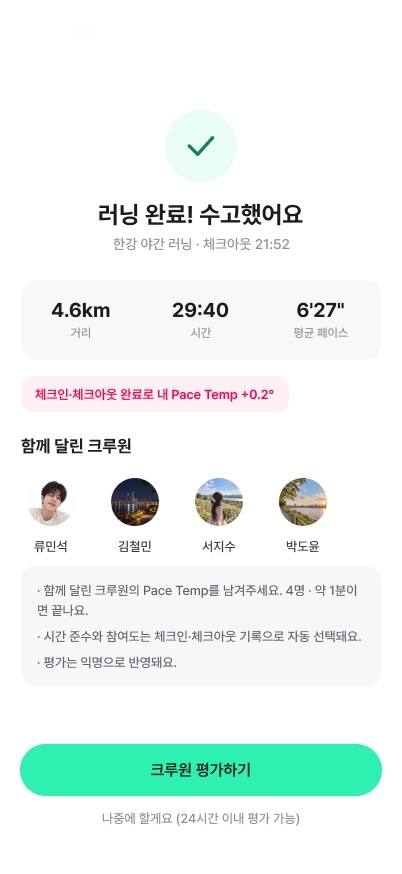 러닝 완료! 수고했어요
한강 야간 러닝 · 체크아웃 21:52
4.6km 29:40 6'27"
거리 시간 평균 페이스
체크인·체크아웃 완료로 내 Pace Temp +0.2°
함께 달린 크루원
류민석 김철민 서지수 박도윤
· 함께 달린 크루원의 Pace Temp를 남겨주세요. 4명 · 약 1분이
면 끝나요.
· 시간 준수와 참여도는 체크인·체크아웃 기록으로 자동 선택돼요.
· 평가는 익명으로 반영돼요.
크루원 평가하기
나중에 할게요 (24시간 이내 평가 가능)